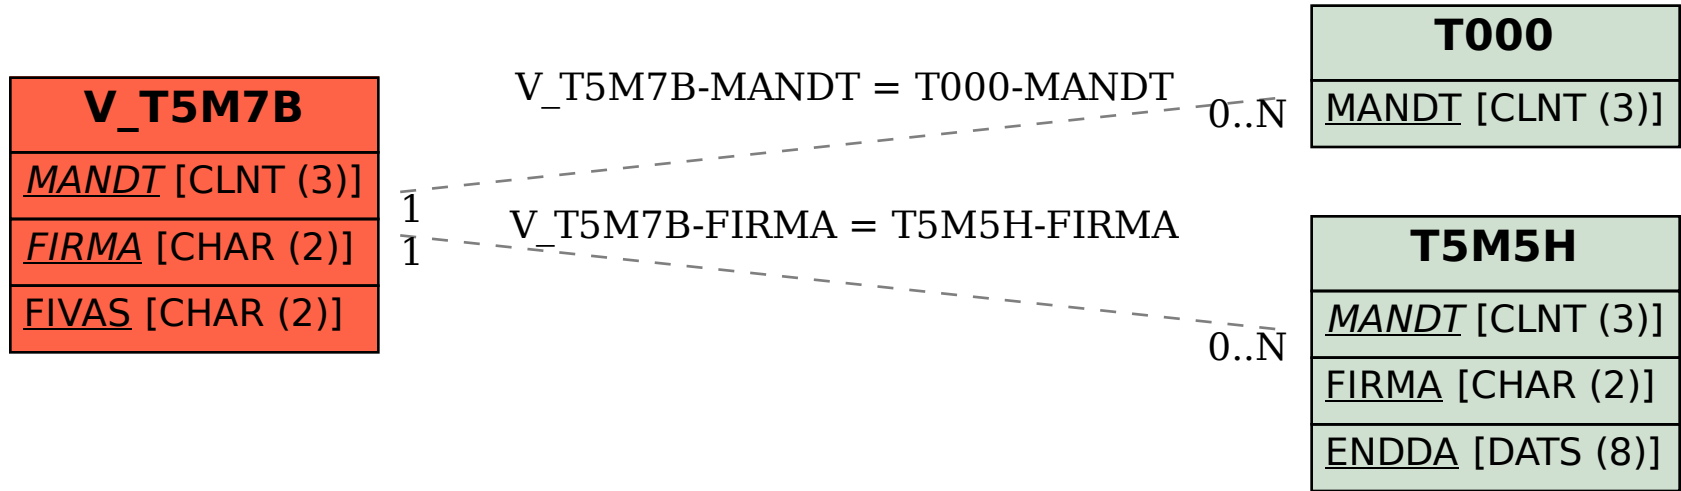 V_T5M7B
MANDT [CLNT (3)]
FIRMA [CHAR (2)]
FIVAS [CHAR (2)]
V_T5M7B-MANDT = T000-MANDT
1
0..N
V_T5M7B-FIRMA = T5M5H-FIRMA
1
0..N
T000
MANDT [CLNT (3)]
T5M5H
MANDT [CLNT (3)]
FIRMA [CHAR (2)]
ENDDA [DATS (8)]